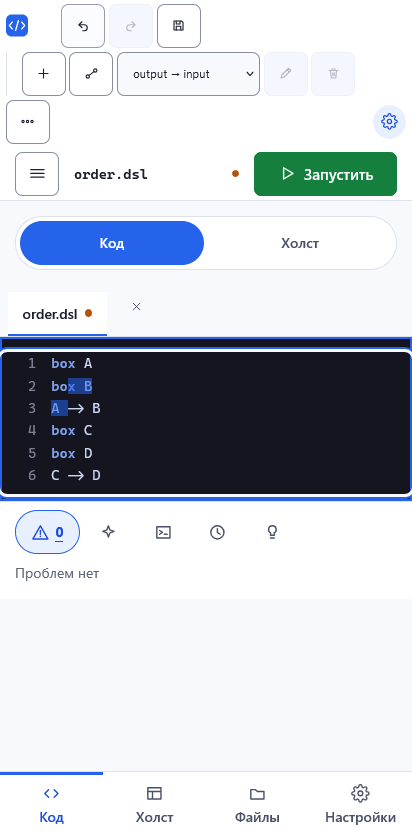 output → input
order.dsl
Запустить
Код
Холст
order.dsl
1 box A
2 box B
3 A → B
4 box C
5 box D
6 C → D
0
Проблем нет
Код
Холст
Файлы
Настройки